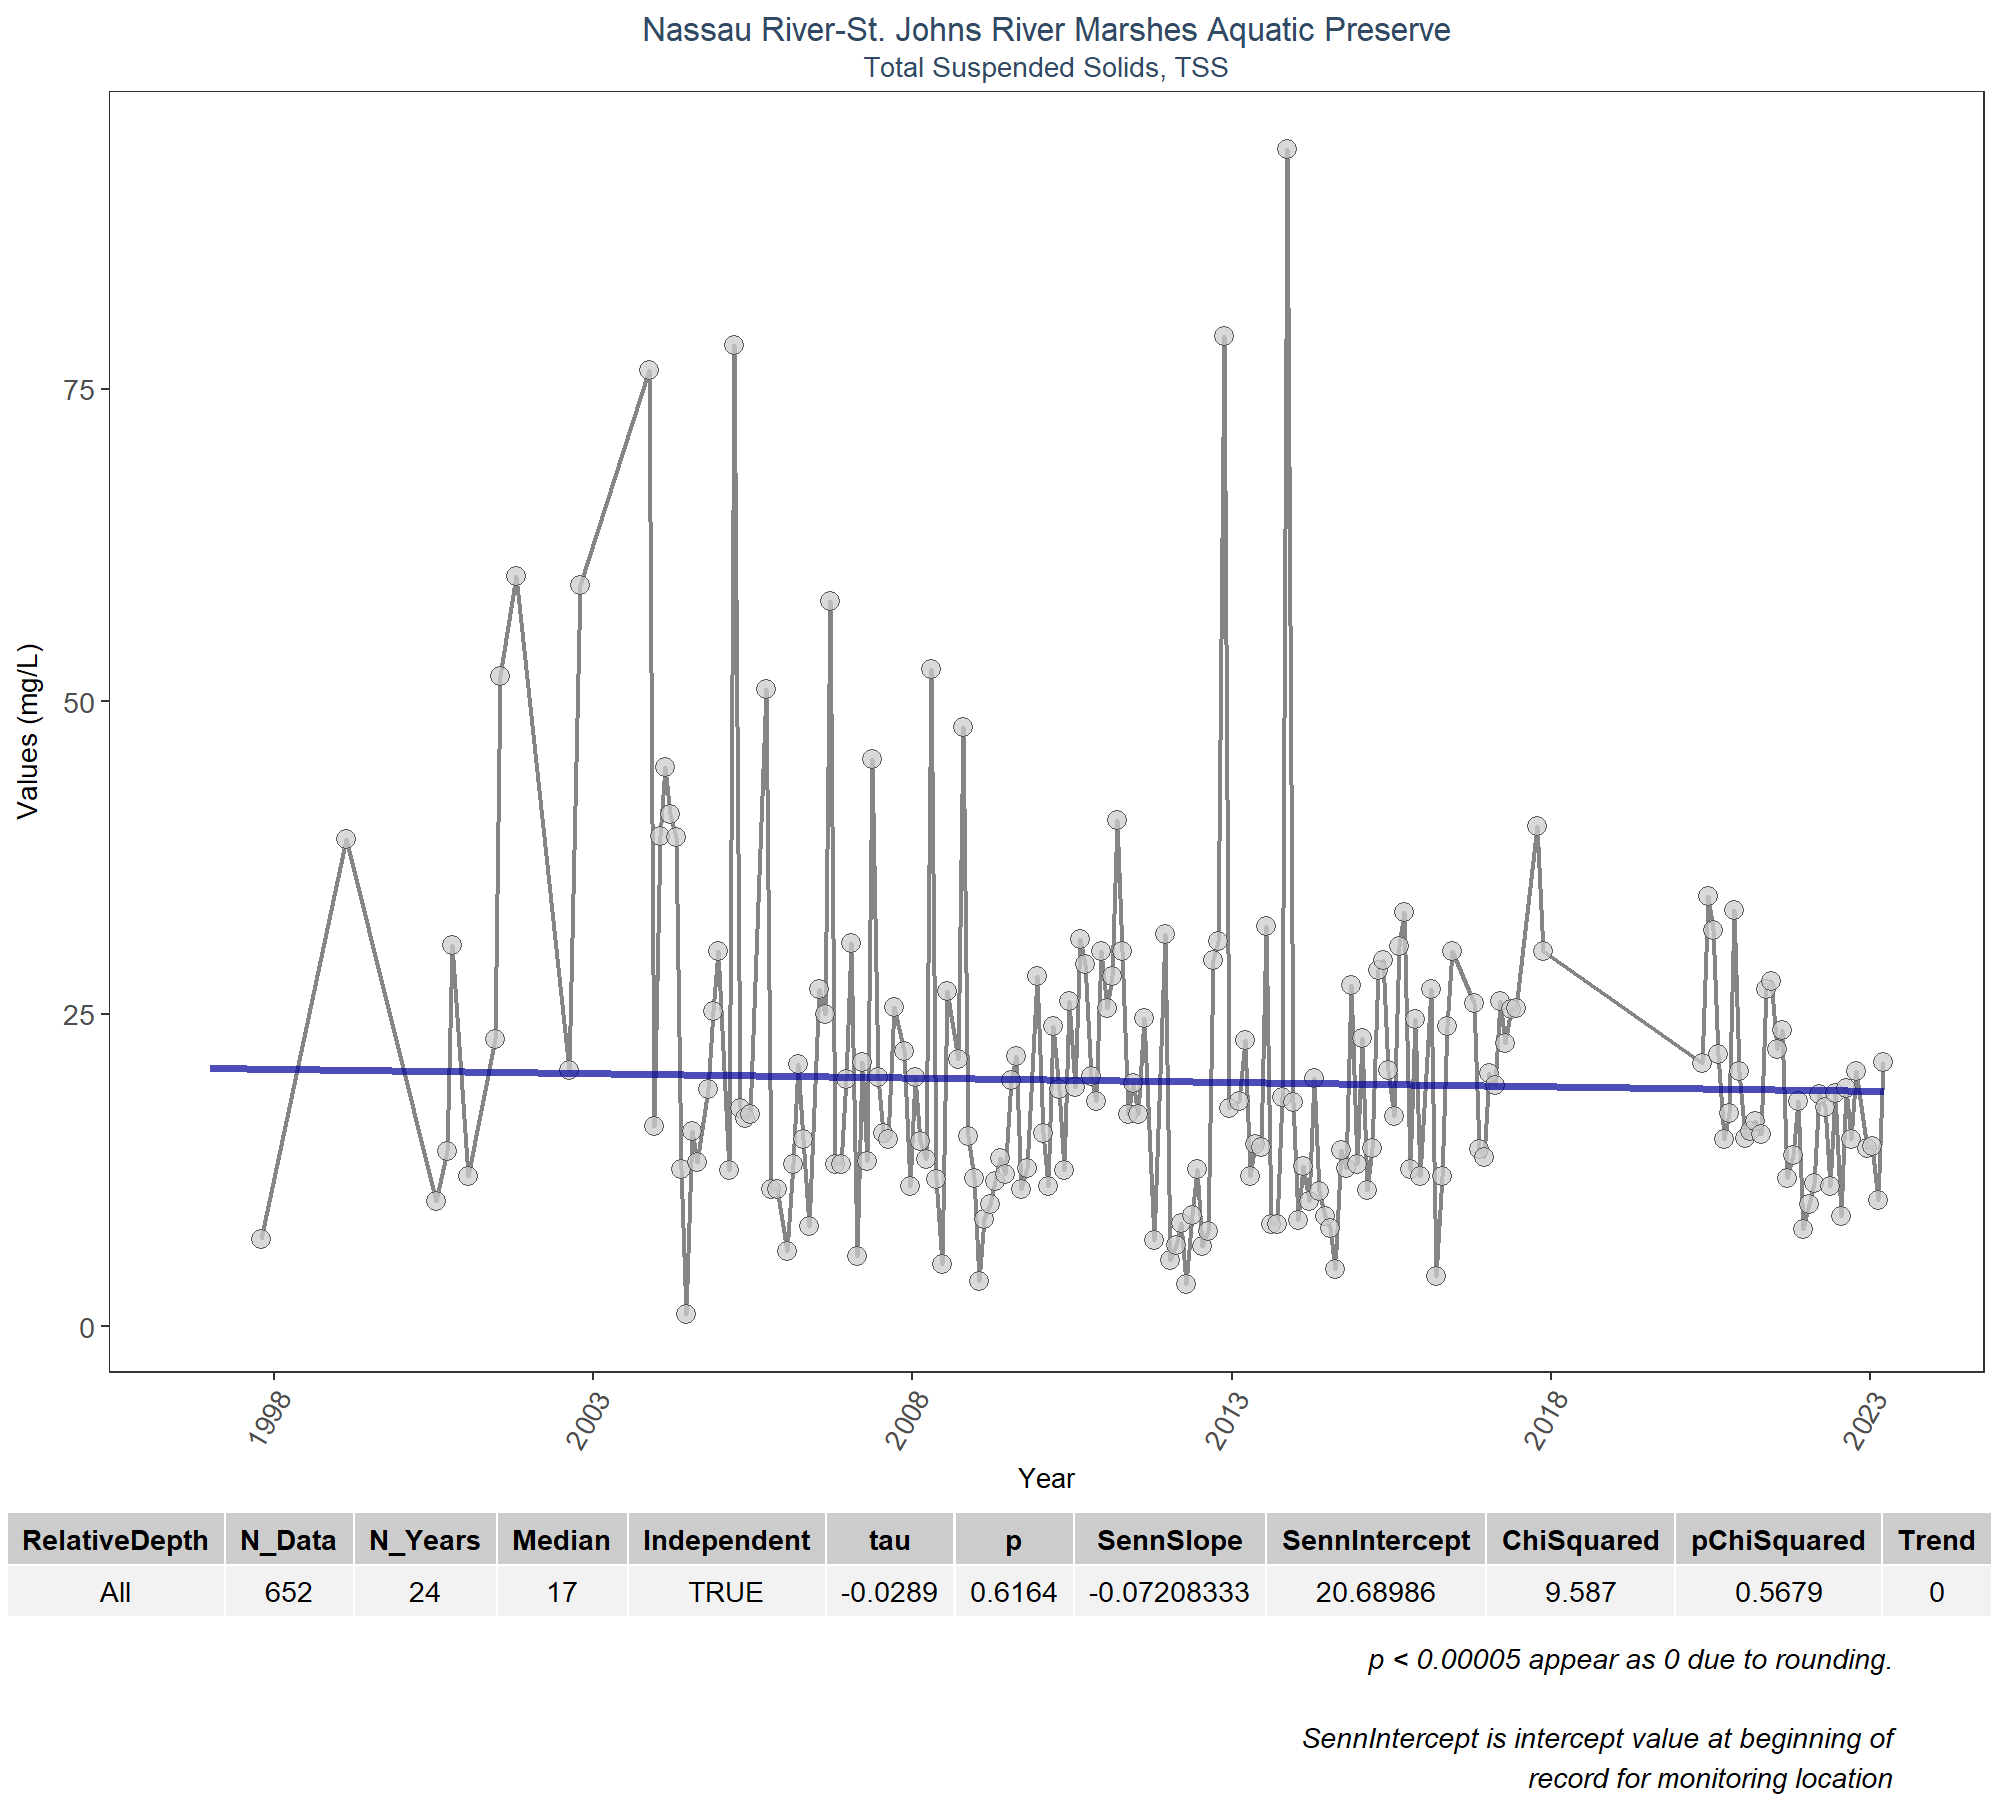 Nassau River-St. Johns River Marshes Aquatic Preserve
Total Suspended Solids, TSS
Values (mg/L)
75
50
25
0
1998 2003 2008 2013 2018 2023
Year
RelativeDepth N_Data N_Years Median Independent tau p SennSlope SennIntercept ChiSquared pChiSquared Trend
All 652 24 17 TRUE -0.0289 0.6164 -0.07208333 20.68986 9.587 0.5679 0
p < 0.00005 appear as 0 due to rounding.
SennIntercept is intercept value at beginning of
record for monitoring location